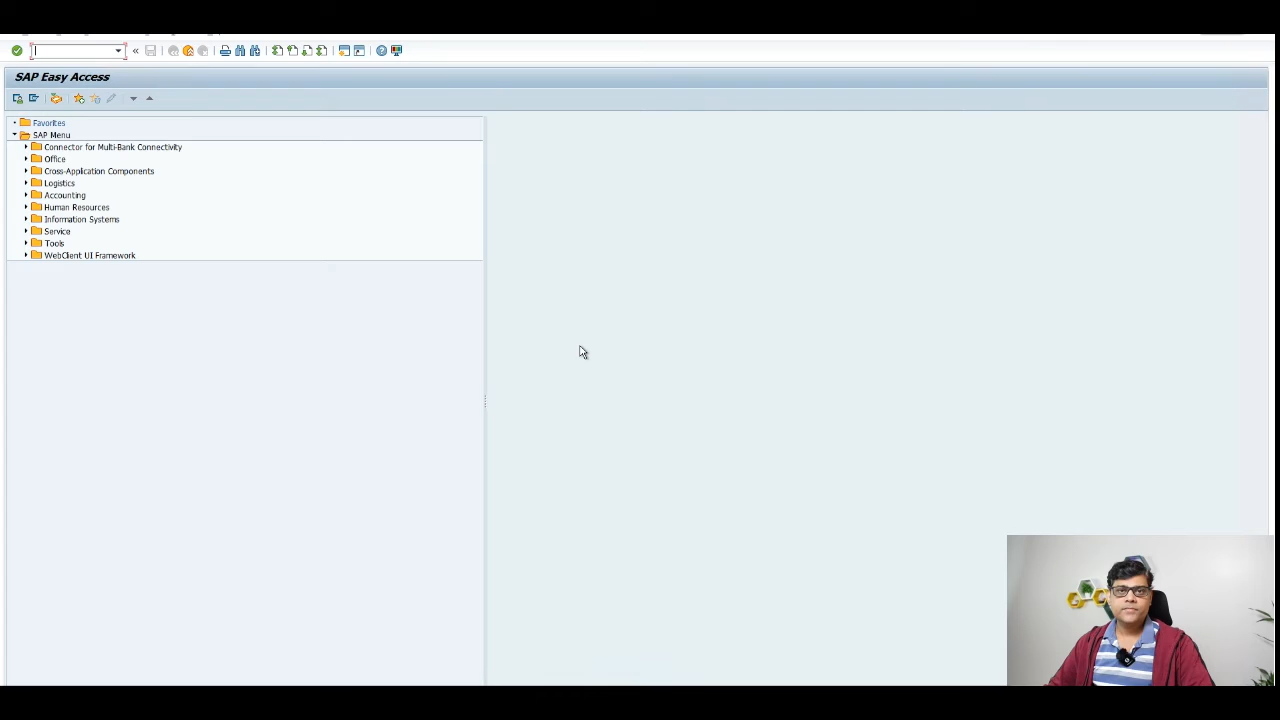 SAP Easy Access
Favorites
SAP Menu
Connector for Multi-Bank Connectivity
Office
Cross-Application Components
Logistics
Accounting
Human Resources
Information Systems
Service
Tools
WebClient UI Framework